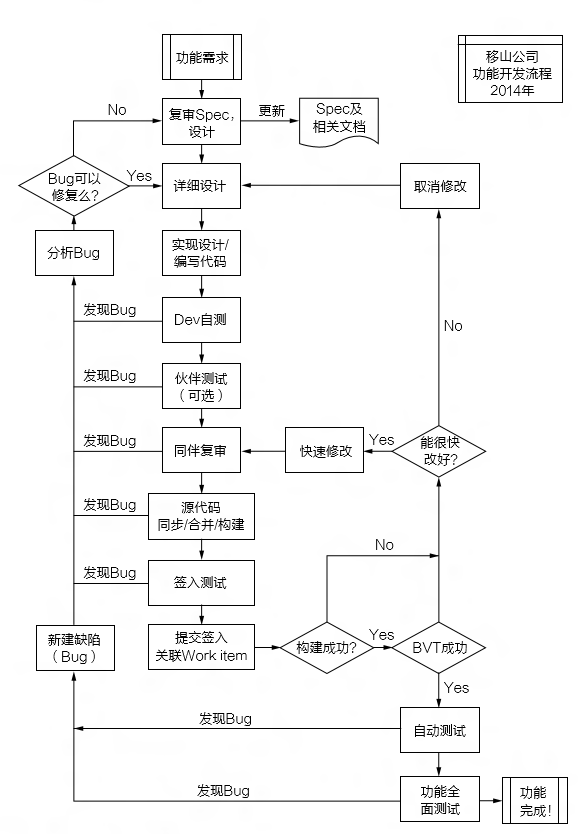 功能需求
移山公司
功能开发流程
2014年
No
复审Spec，
设计
更新
Spec及
相关文档
Bug可以
修复么？
Yes
详细设计
取消修改
分析Bug
实现设计/
编写代码
发现Bug
Dev自测
No
发现Bug
伙伴测试
（可选）
发现Bug
同伴复审
快速修改
Yes
能很快
改好？
发现Bug
源代码
同步/合并/构建
No
发现Bug
签入测试
新建缺陷
（Bug）
提交签入
关联Work item
构建成功？
Yes
BVT成功
Yes
发现Bug
自动测试
发现Bug
功能全
面测试
功能
完成！